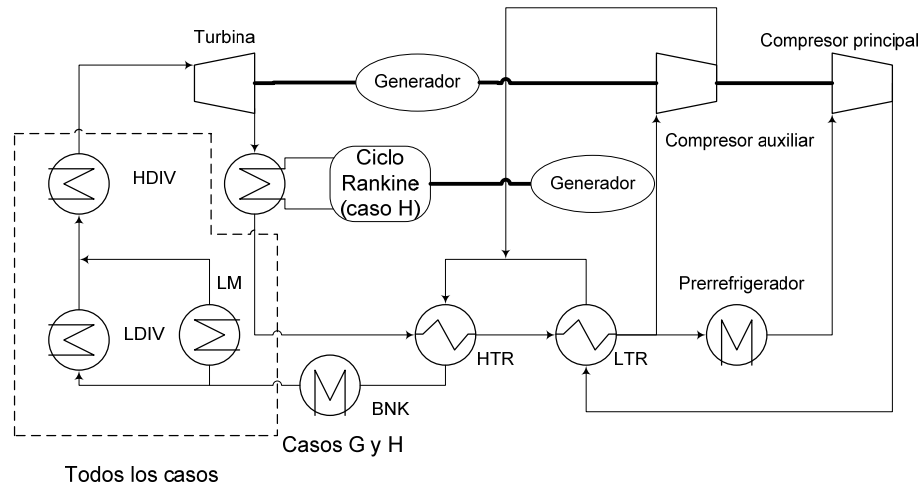 Turbina
Compresor principal
Generador
Compresor auxiliar
HDIV
Ciclo
Rankine
(caso H)
Generador
LM
Prerrefrigerador
LDIV
HTR
LTR
BNK
Casos G y H
Todos los casos